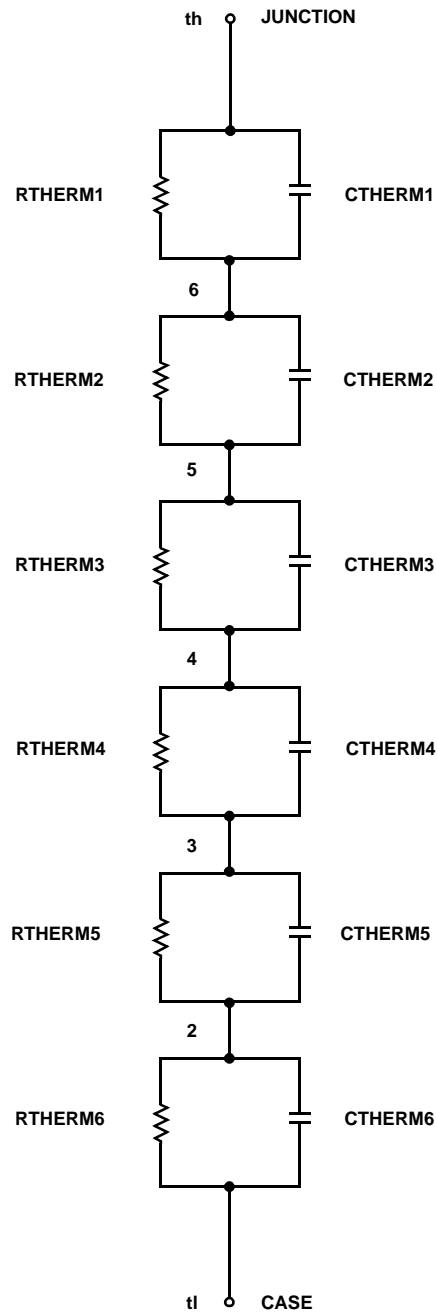 th JUNCTION
RTHERM1 CTHERM1
6
RTHERM2 CTHERM2
5
RTHERM3 CTHERM3
4
RTHERM4 CTHERM4
3
RTHERM5 CTHERM5
2
RTHERM6 CTHERM6
tl CASE